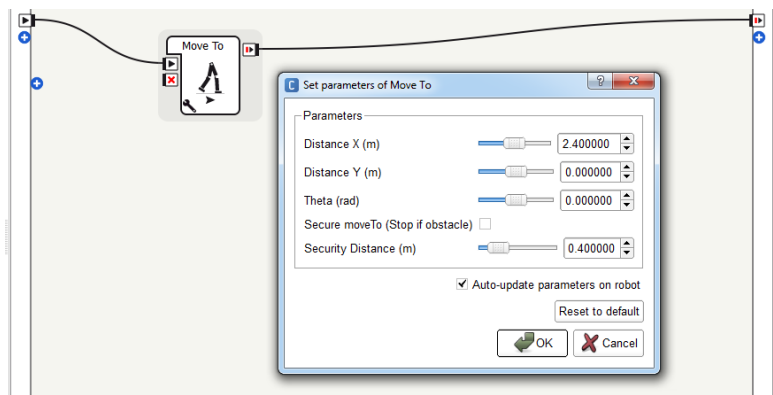 Move To
C Set parameters of Move To
?
Parameters
Distance X (m) 2.400000
Distance Y (m) 0.000000
Theta (rad) 0.000000
Secure moveTo (Stop if obstacle)
Security Distance (m) 0.400000
Auto-update parameters on robot
Reset to default
OK Cancel